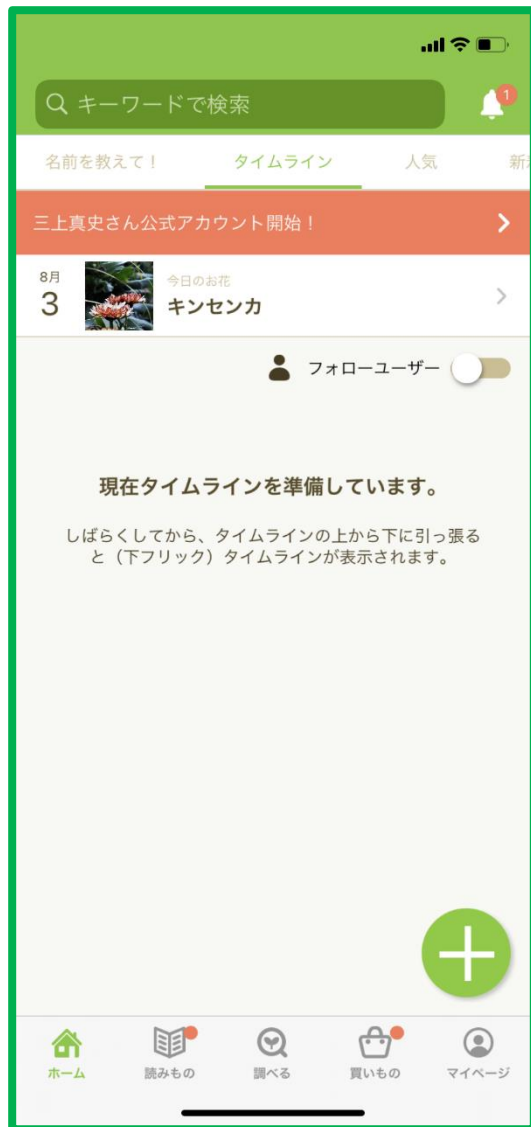 キーワードで検索
1
名前を教えて！ タイムライン 人気
三上真史さん公式アカウント開始！
8月
3
今日のお花
キンセンカ
フォローユーザー
現在タイムラインを準備しています。
しばらくしてから、タイムラインの上から下に引っ張る
と（下フリック）タイムラインが表示されます。
ホーム 読みもの 調べる 買いもの マイページ